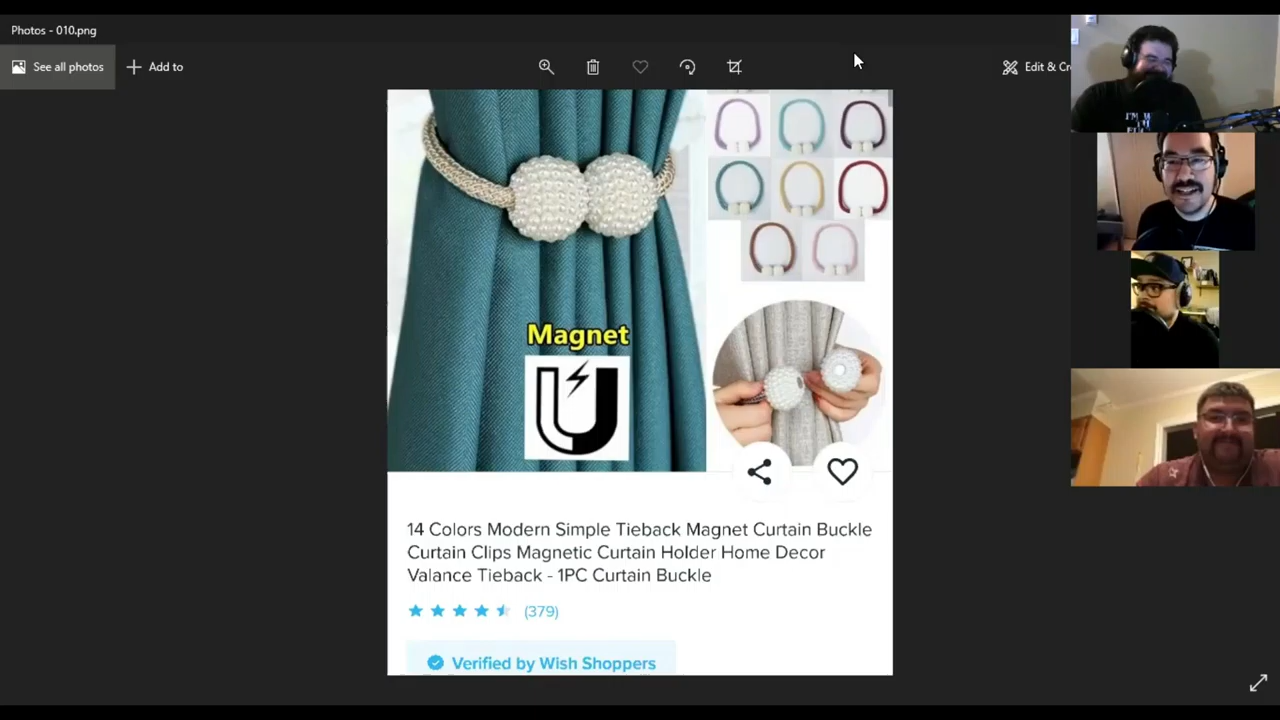 Photos - 010.png
See all photos
Add to
Edit & Cr
Magnet
14 Colors Modern Simple Tieback Magnet Curtain Buckle
Curtain Clips Magnetic Curtain Holder Home Decor
Valance Tieback - 1PC Curtain Buckle
(379)
Verified by Wish Shoppers